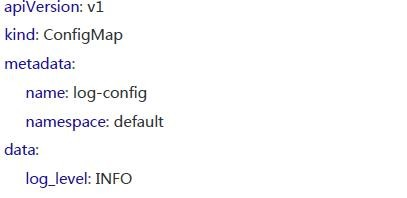 apiVersion: v1
kind: ConfigMap
metadata:
name: log-config
namespace: default
data:
log_level: INFO